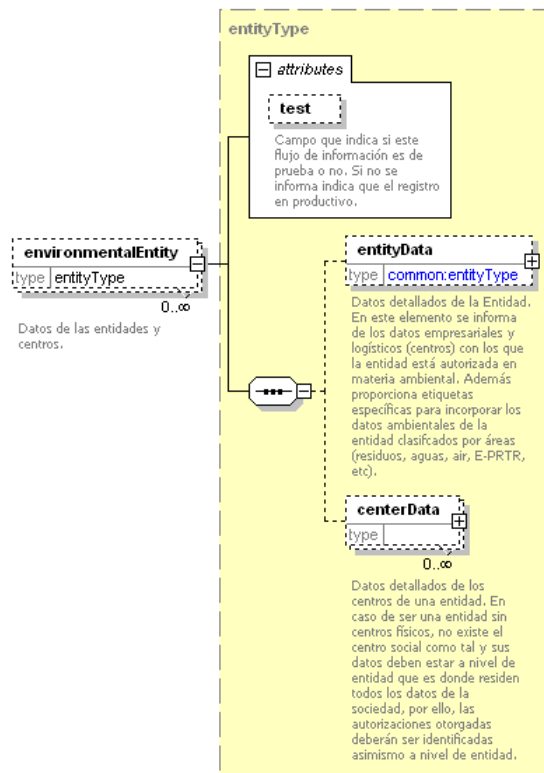 entityType
attributes
test
Campo que indica si este
flujo de información es de
prueba o no. Si no se
informa indica que el registro
en productivo.
environmentalEntity
type entityType
0..∞
Datos de las entidades y
centros.
entityData
type common:entityType
Datos detallados de la Entidad.
En este elemento se informa
de los datos empresariales y
logísticos (centros) con los que
la entidad está autorizada en
materia ambiental. Además
proporciona etiquetas
específicas para incorporar los
datos ambientales de la
entidad clasifcados por áreas
(residuos, aguas, air, E-PRTR,
etc).
centerData
type
0..∞
Datos detallados de los
centros de una entidad. En
caso de ser una entidad sin
centros físicos, no existe el
centro social como tal y sus
datos deben estar a nivel de
entidad que es donde residen
todos los datos de la
sociedad, por ello, las
autorizaciones otorgadas
deberán ser identificadas
asimismo a nivel de entidad.